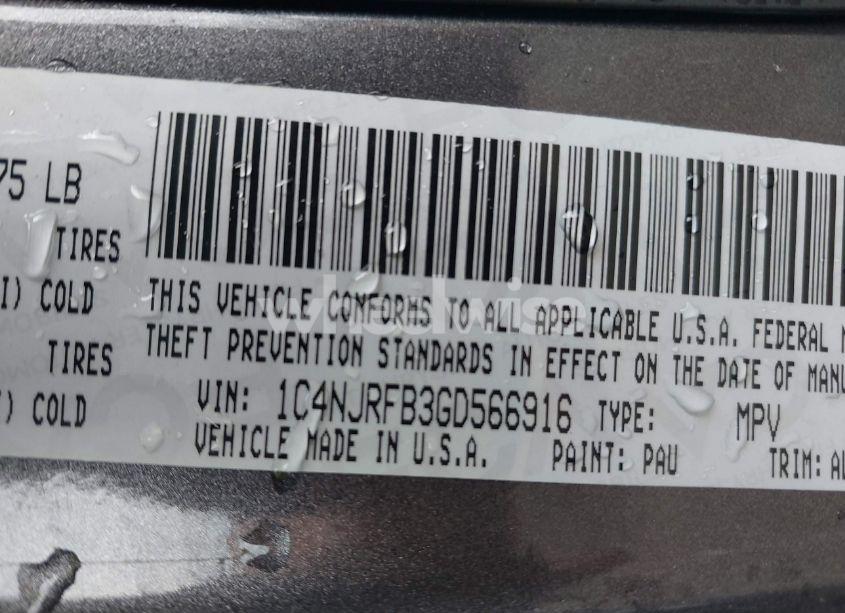 75 LB
TIRES
I) COLD
TIRES
) COLD
THIS VEHICLE CONFORMS TO ALL APPLICABLE U.S.A. FEDERAL
THEFT PREVENTION STANDARDS IN EFFECT ON THE DATE OF MANU
VIN: 1C4NJRFB3GD566916 TYPE: MPV
VEHICLE MADE IN U.S.A. PAINT: PAU TRIM: